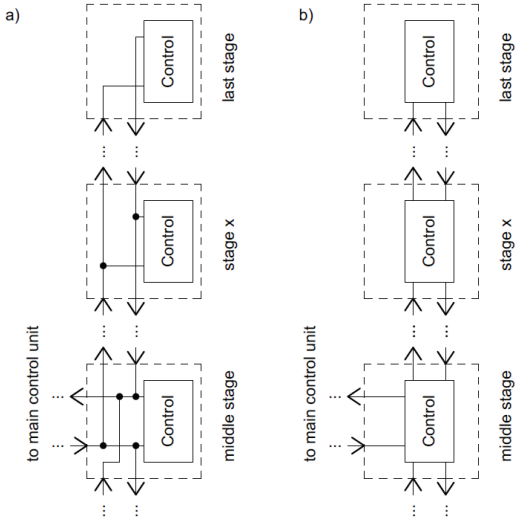 a)
Control
last stage
...
...
Control
stage x
...
...
to main control unit
...
...
Control
middle stage
...
...
b)
Control
last stage
...
...
Control
stage x
...
...
to main control unit
...
...
Control
middle stage
...
...